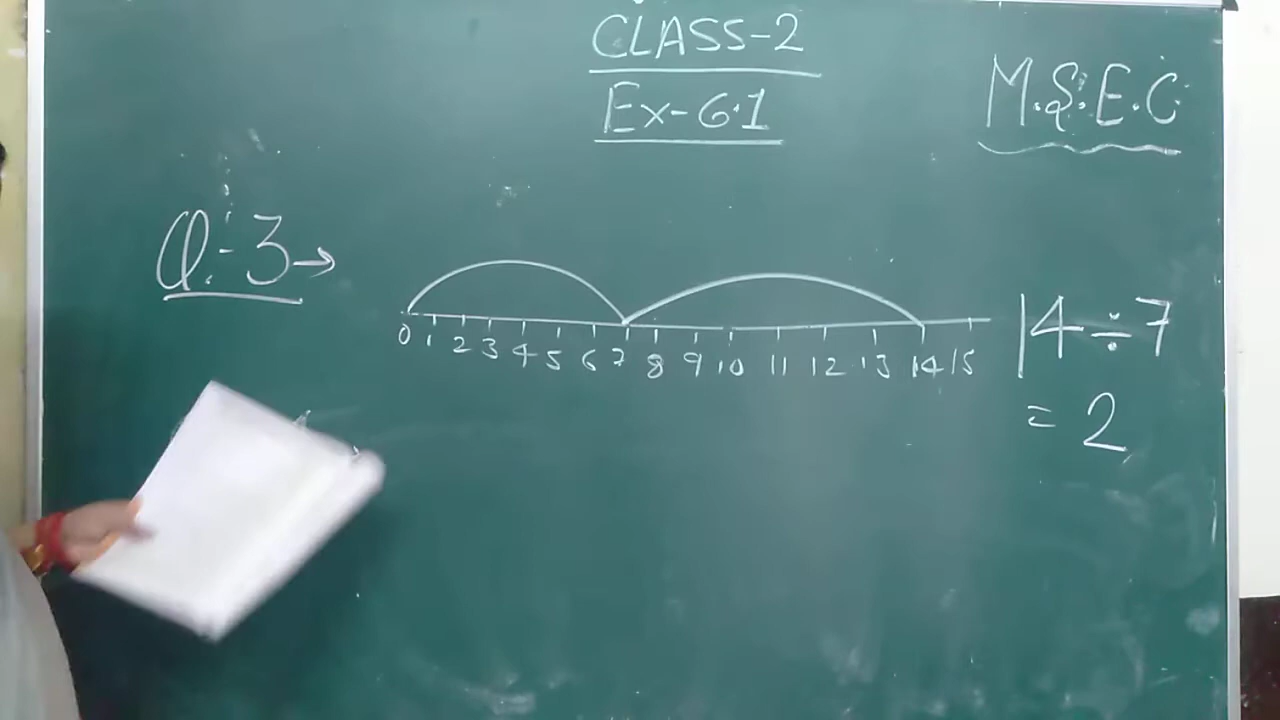 CLASS-2
Ex-6.1
M.S.E.C.
Q.-3→
0 1 2 3 4 5 6 7 8 9 10 11 12 13 14 15
14÷7
= 2